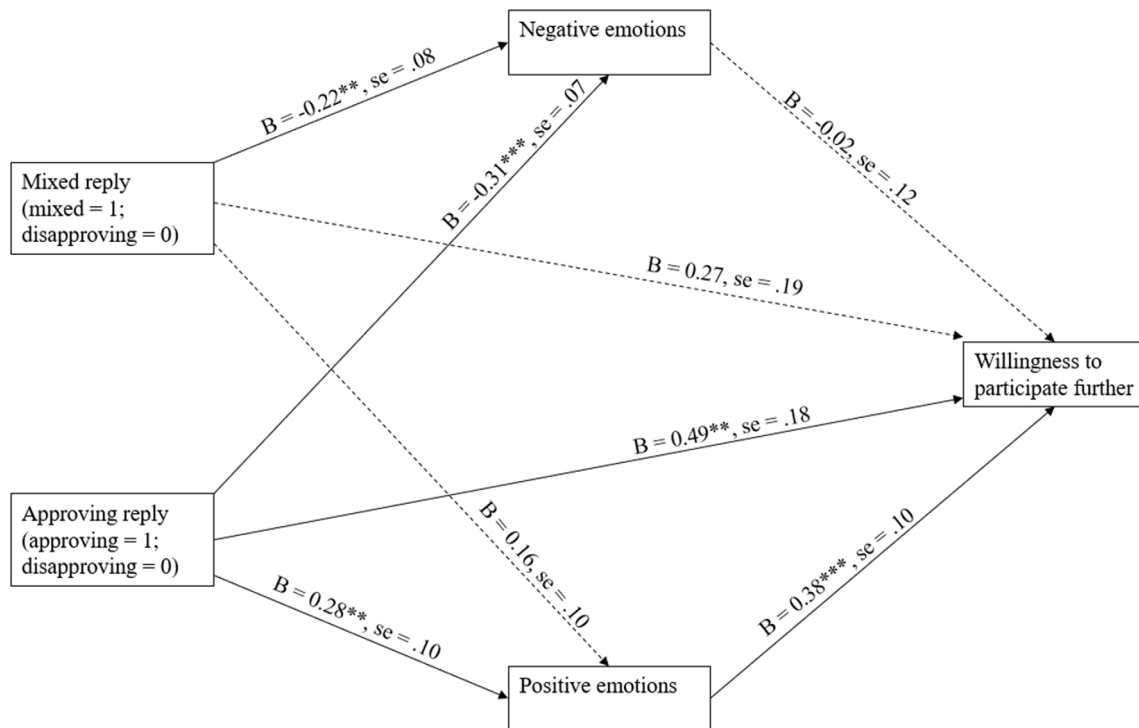 Negative emotions
B = -0.22**, se = .08
B = -0.31***, se = .07
B = -0.02, se = .12
Mixed reply
(mixed = 1;
disapproving = 0)
B = 0.27, se = .19
Willingness to
participate further
B = 0.49**, se = .18
Approving reply
(approving = 1;
disapproving = 0)
B = 0.16, se = .10
B = 0.28**, se = .10
B = 0.38***, se = .10
Positive emotions